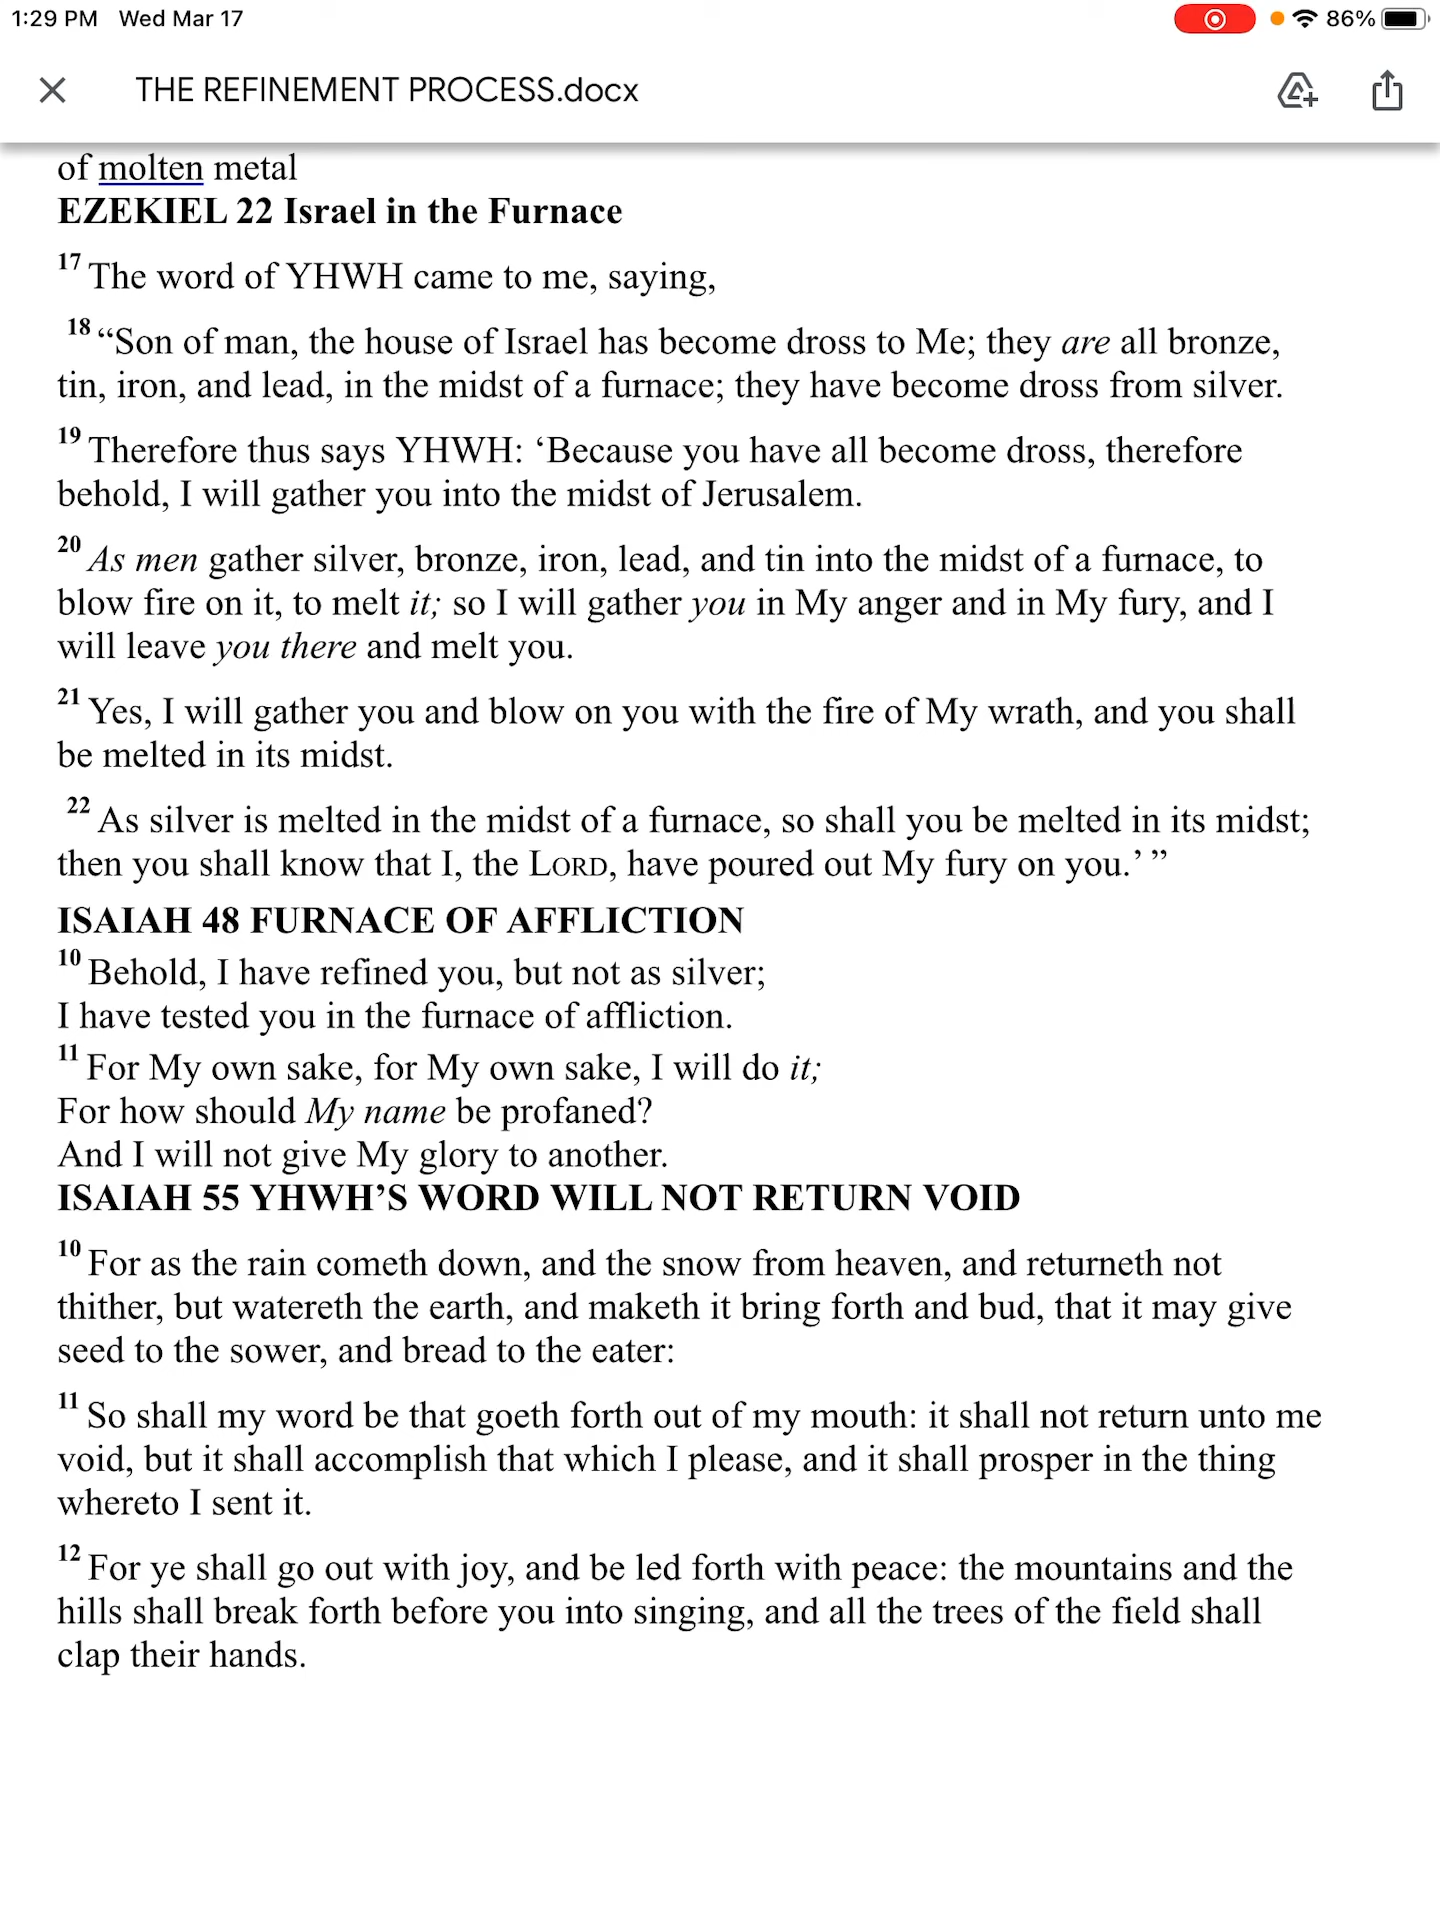 1:29 PM Wed Mar 17 86%
THE REFINEMENT PROCESS.docx
of molten metal
EZEKIEL 22 Israel in the Furnace
17 The word of YHWH came to me, saying,
18 “Son of man, the house of Israel has become dross to Me; they are all bronze,
tin, iron, and lead, in the midst of a furnace; they have become dross from silver.
19 Therefore thus says YHWH: ‘Because you have all become dross, therefore
behold, I will gather you into the midst of Jerusalem.
20 As men gather silver, bronze, iron, lead, and tin into the midst of a furnace, to
blow fire on it, to melt it; so I will gather you in My anger and in My fury, and I
will leave you there and melt you.
21 Yes, I will gather you and blow on you with the fire of My wrath, and you shall
be melted in its midst.
22 As silver is melted in the midst of a furnace, so shall you be melted in its midst;
then you shall know that I, the LORD, have poured out My fury on you.’ ”
ISAIAH 48 FURNACE OF AFFLICTION
10 Behold, I have refined you, but not as silver;
I have tested you in the furnace of affliction.
11 For My own sake, for My own sake, I will do it;
For how should My name be profaned?
And I will not give My glory to another.
ISAIAH 55 YHWH’S WORD WILL NOT RETURN VOID
10 For as the rain cometh down, and the snow from heaven, and returneth not
thither, but watereth the earth, and maketh it bring forth and bud, that it may give
seed to the sower, and bread to the eater:
11 So shall my word be that goeth forth out of my mouth: it shall not return unto me
void, but it shall accomplish that which I please, and it shall prosper in the thing
whereto I sent it.
12 For ye shall go out with joy, and be led forth with peace: the mountains and the
hills shall break forth before you into singing, and all the trees of the field shall
clap their hands.